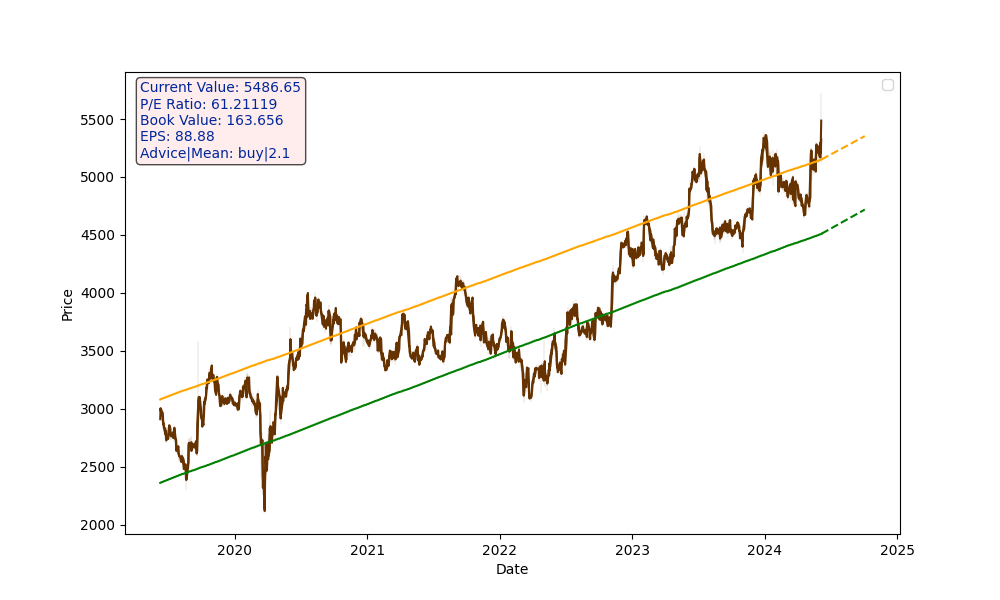 Current Value: 5486.65
P/E Ratio: 61.21119
Book Value: 163.656
EPS: 88.88
Advice|Mean: buy|2.1
Price
5500
5000
4500
4000
3500
3000
2500
2000
2020
2021
2022
2023
2024
2025
Date